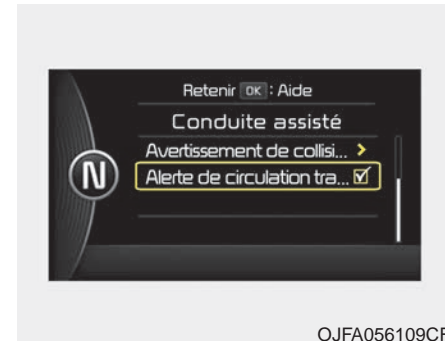 Retenir OK : Aide
Conduite assisté
Avertissement de collisi... >
N
Alerte de circulation tra...
OJFA056109CF